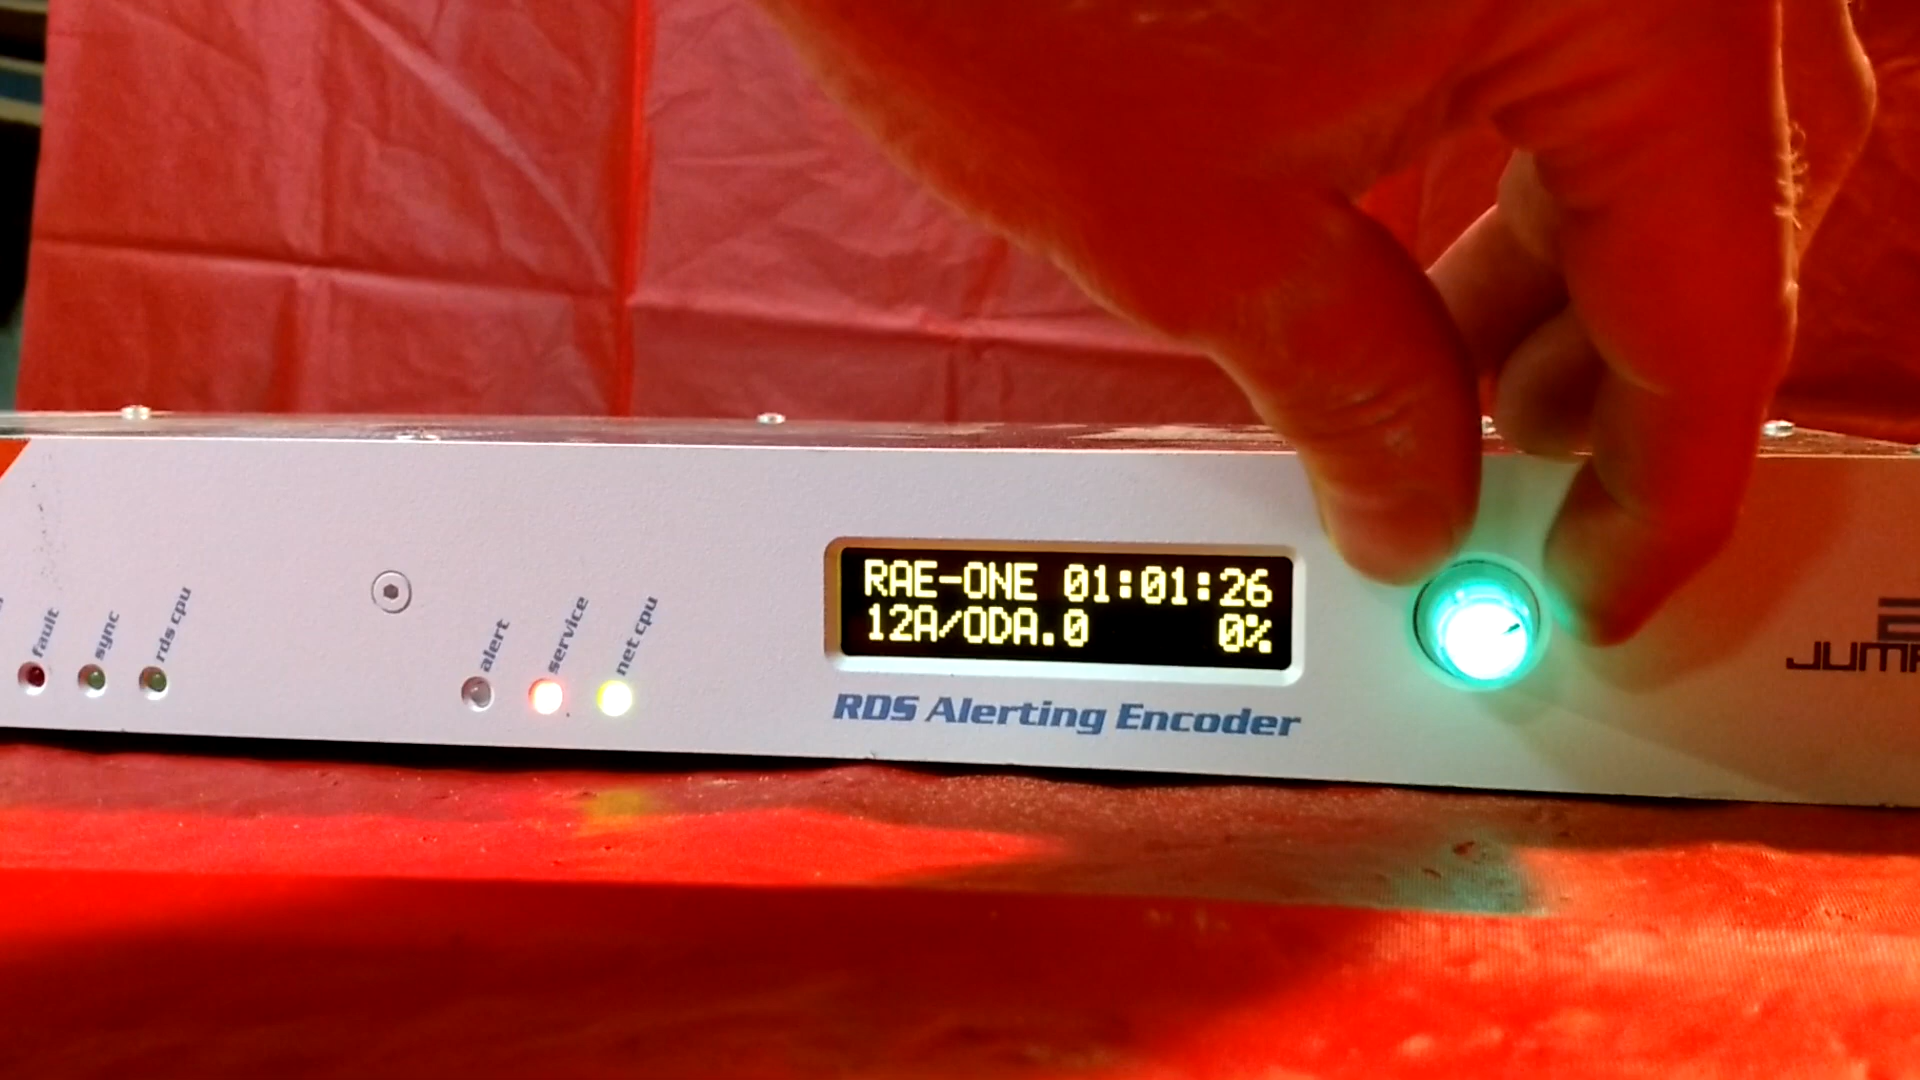 fault
sync
rds cpu
alert
service
net cpu
RAE-ONE 01:01:26
12A/ODA.0 0%
RDS Alerting Encoder